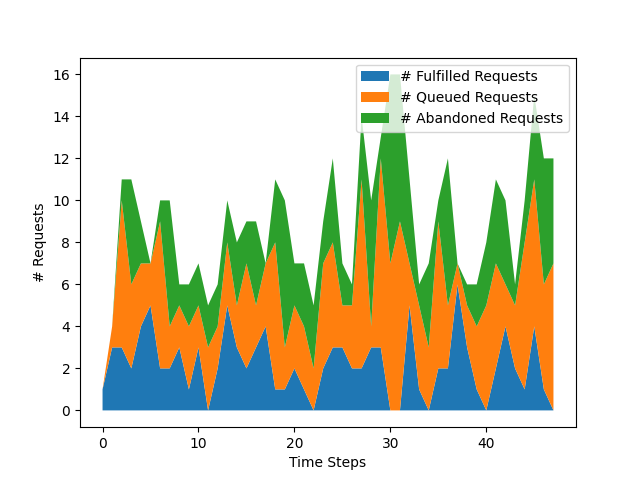 16
14
12
10
8
6
4
2
0
# Requests
# Fulfilled Requests
# Queued Requests
# Abandoned Requests
0 10 20 30 40
Time Steps